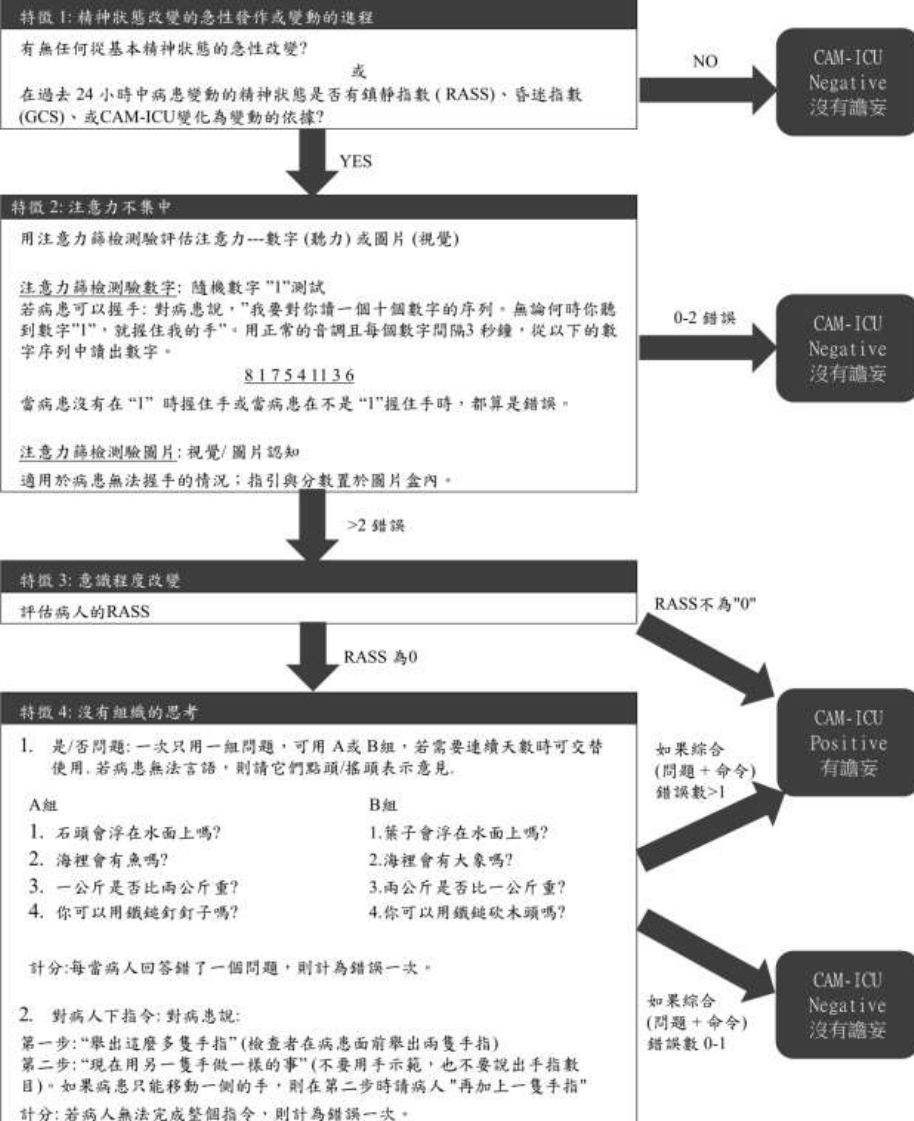 特徵 1: 精神狀態改變的急性發作或變動的進程
有無任何從基本精神狀態的急性改變?
或
在過去 24 小時中病患變動的精神狀態是否有鎮靜指數 ( RASS)、昏迷指數
(GCS)、或CAM-ICU變化為變動的依據?
NO
CAM-ICU
Negative
沒有譫妄
YES
特徵 2: 注意力不集中
用注意力篩檢測驗評估注意力---數字 (聽力) 或圖片 (視覺)
注意力篩檢測驗數字: 隨機數字 ”1”測試
若病患可以握手: 對病患說，”我要對你讀一個十個數字的序列。無論何時你聽
到數字”1”，就握住我的手”。用正常的音調且每個數字間隔3 秒鐘，從以下的數
字序列中讀出數字。
8 1 7 5 4 1 1 3 6
當病患沒有在 “1” 時握住手或當病患在不是 “1”握住手時，都算是錯誤。
注意力篩檢測驗圖片: 視覺/ 圖片認知
適用於病患無法握手的情況；指引與分數置於圖片盒內。
0-2 錯誤
CAM-ICU
Negative
沒有譫妄
>2 錯誤
特徵 3: 意識程度改變
評估病人的RASS
RASS不為"0"
RASS 為0
CAM-ICU
Positive
有譫妄
特徵 4: 沒有組織的思考
1. 是/否問題: 一次只用一組問題，可用 A或 B組，若需要連續天數時可交替
使用. 若病患無法言語，則請它們點頭/搖頭表示意見.
A組
1. 石頭會浮在水面上嗎?
2. 海裡會有魚嗎?
3. 一公斤是否比兩公斤重?
4. 你可以用鐵鎚釘釘子嗎?
B組
1.葉子會浮在水面上嗎?
2.海裡會有大象嗎?
3.兩公斤是否比一公斤重?
4.你可以用鐵鎚砍木頭嗎?
如果綜合
(問題 + 命令)
錯誤數>1
計分:每當病人回答錯了一個問題，則計為錯誤一次。
2. 對病人下指令: 對病患說:
第一步: “舉出這麼多隻手指” (檢查者在病患面前舉出兩隻手指)
第二步: “現在用另一隻手做一樣的事” (不要用手示範，也不要說出手指數
目)。如果病患只能移動一側的手，則在第二步時請病人 "再加上一隻手指"
計分: 若病人無法完成整個指令，則計為錯誤一次。
如果綜合
(問題 + 命令)
錯誤數 0-1
CAM-ICU
Negative
沒有譫妄